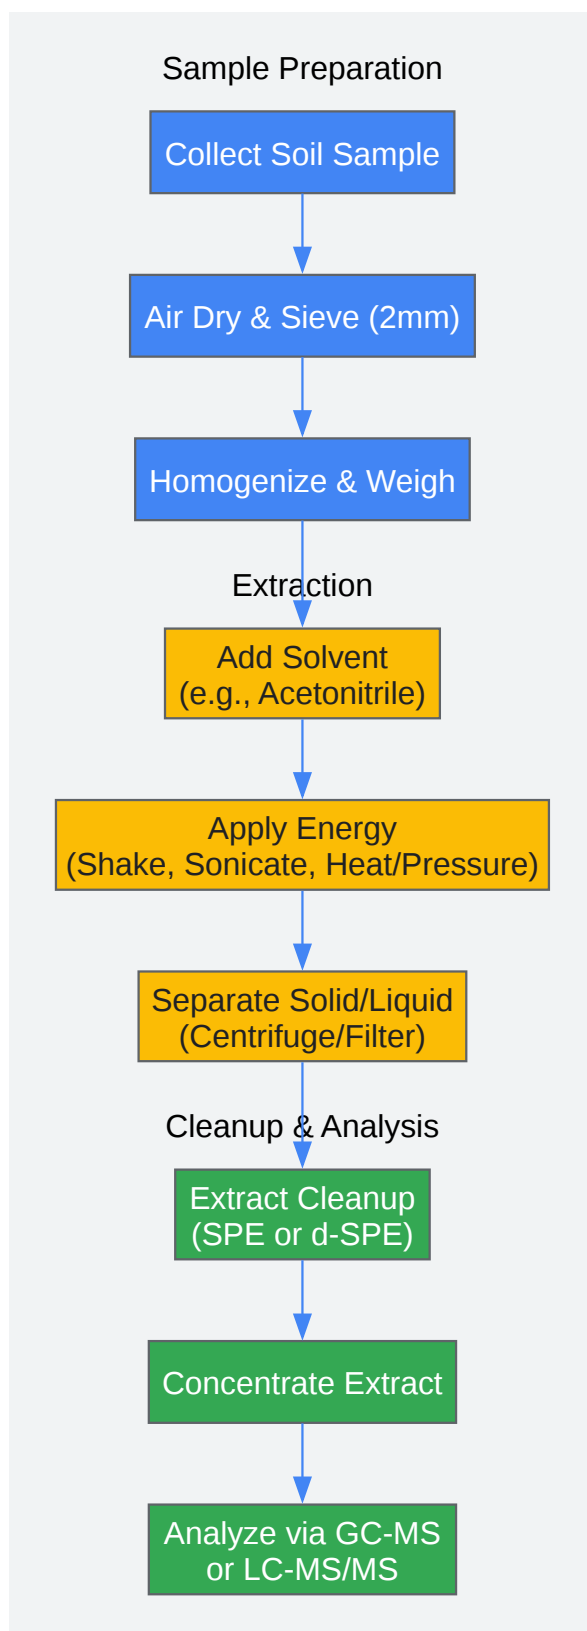 Sample Preparation
Collect Soil Sample
Air Dry & Sieve (2mm)
Homogenize & Weigh
Extraction
Add Solvent
(e.g., Acetonitrile)
Apply Energy
(Shake, Sonicate, Heat/Pressure)
Separate Solid/Liquid
(Centrifuge/Filter)
Cleanup & Analysis
Extract Cleanup
(SPE or d-SPE)
Concentrate Extract
Analyze via GC-MS
or LC-MS/MS